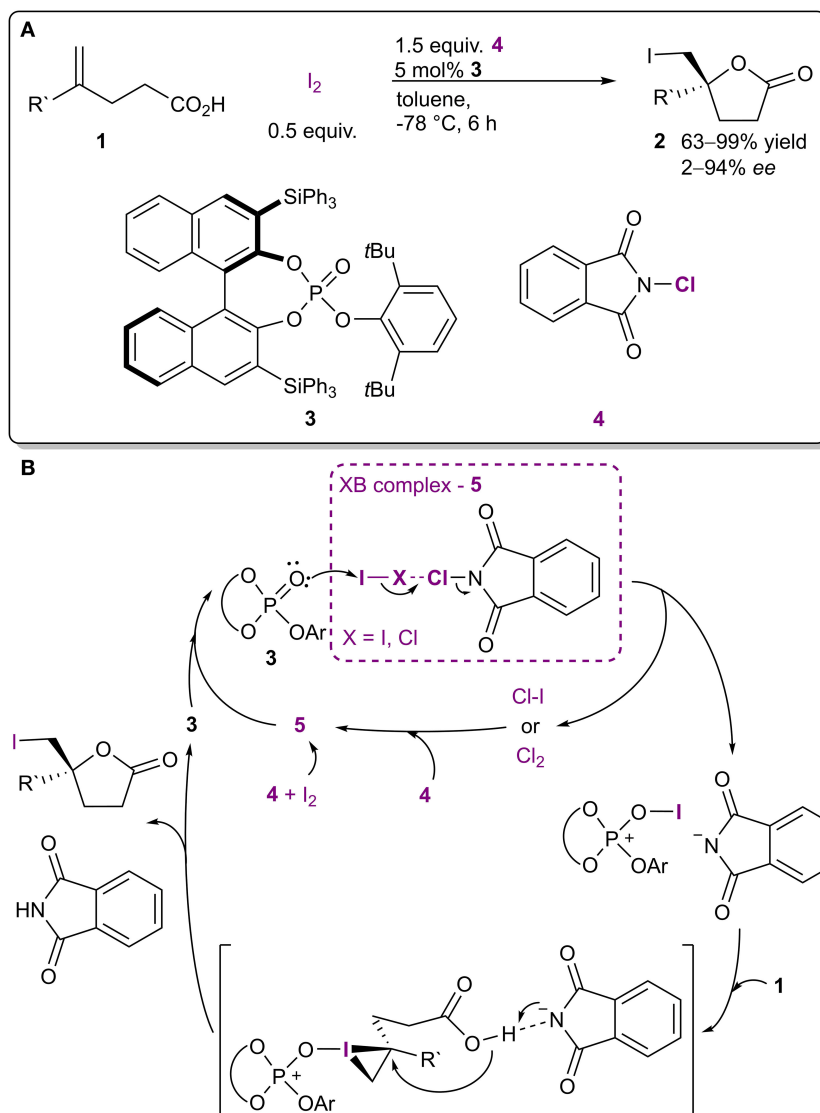 A
1.5 equiv. 4
I₂
5 mol% 3
0.5 equiv.
toluene,
-78 °C, 6 h
R`
CO₂H
1
I
O
O
R`
2 63–99% yield
2–94% ee
SiPh₃
O
O
P
O
O
SiPh₃
tBu
tBu
3
O
N
Cl
O
4
B
XB complex - 5
O
O
P
O
OAr
3
I
X
Cl
N
O
O
X = I, Cl
Cl-I
or
Cl₂
3
5
4 + I₂
4
I
O
O
R`
O
HN
O
O
O
P
+
O
I
OAr
O
−
N
O
1
O
O
P
+
O
I
OAr
R`
O
O
H
−
N
O
O